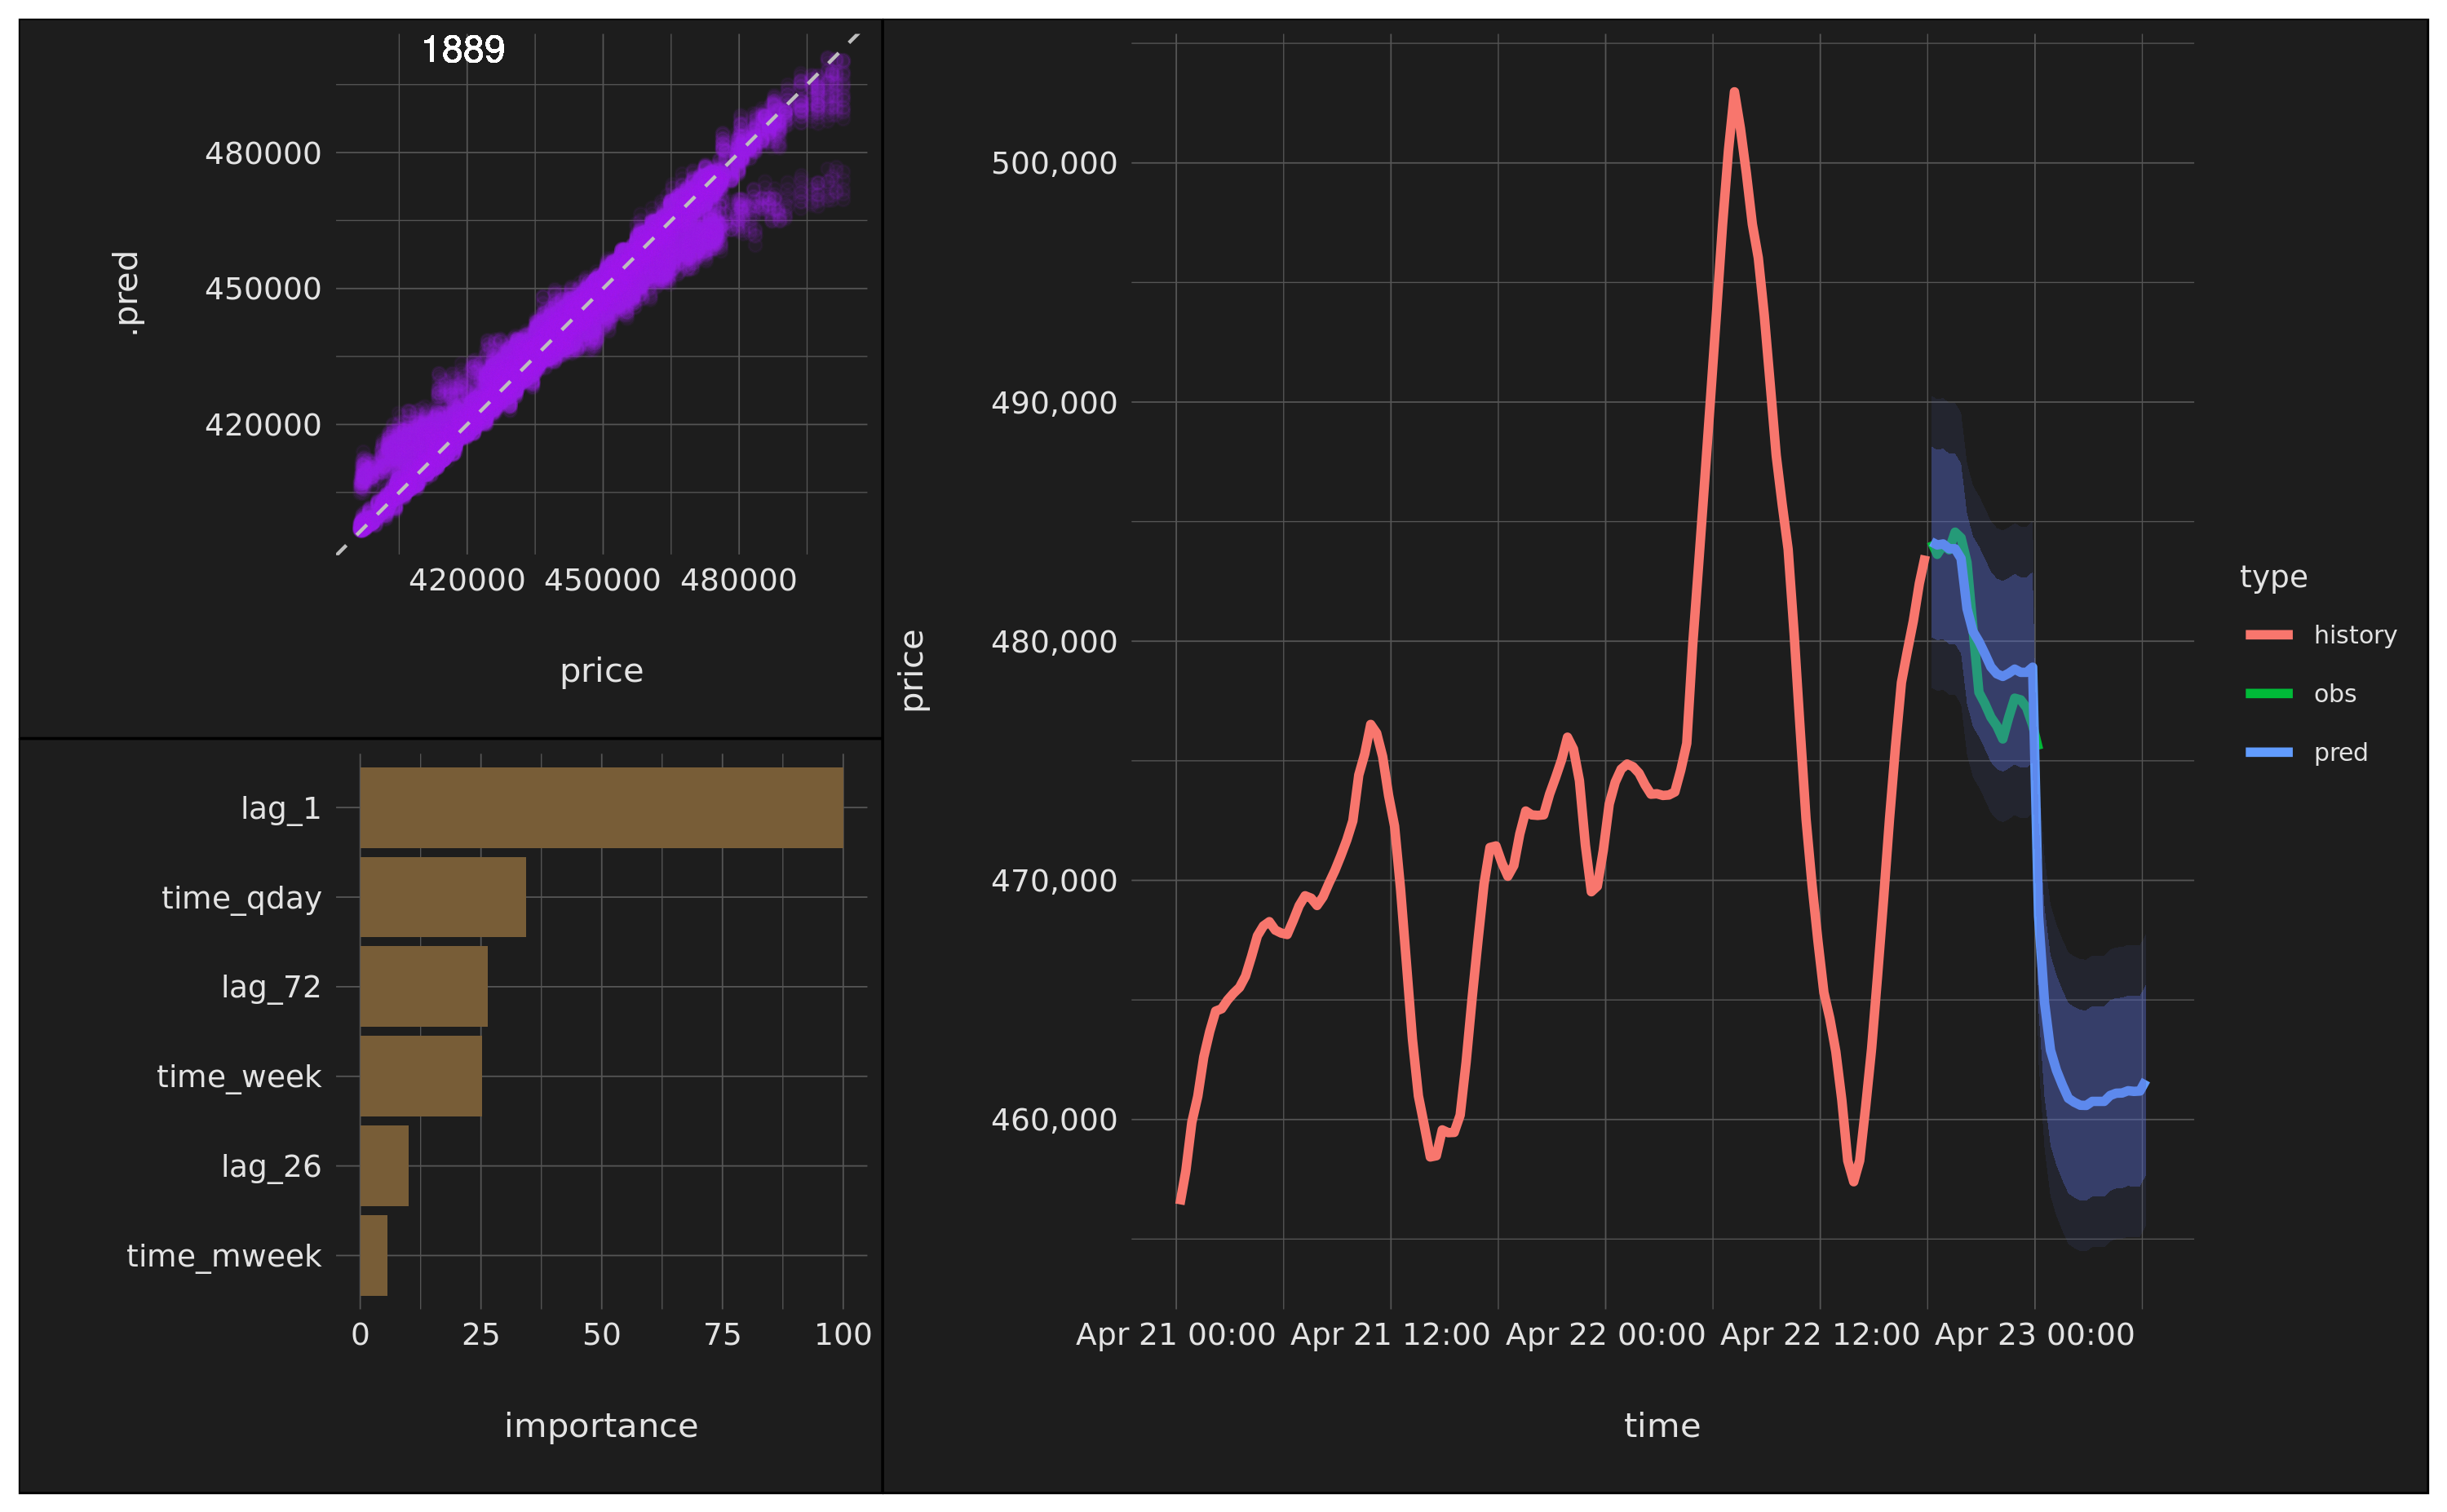 1889
.pred
480000
450000
420000
420000 450000 480000
price
lag_1
time_qday
lag_72
time_week
lag_26
time_mweek
0 25 50 75 100
importance
price
500,000
490,000
480,000
470,000
460,000
Apr 21 00:00 Apr 21 12:00 Apr 22 00:00 Apr 22 12:00 Apr 23 00:00
time
type
history
obs
pred